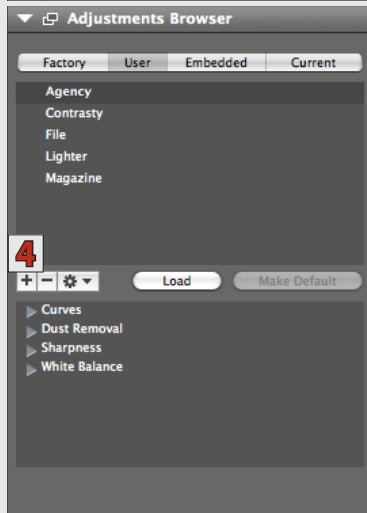 Adjustments Browser
Factory User Embedded Current
Agency
Contrasty
File
Lighter
Magazine
4
+ −
Load Make Default
Curves
Dust Removal
Sharpness
White Balance